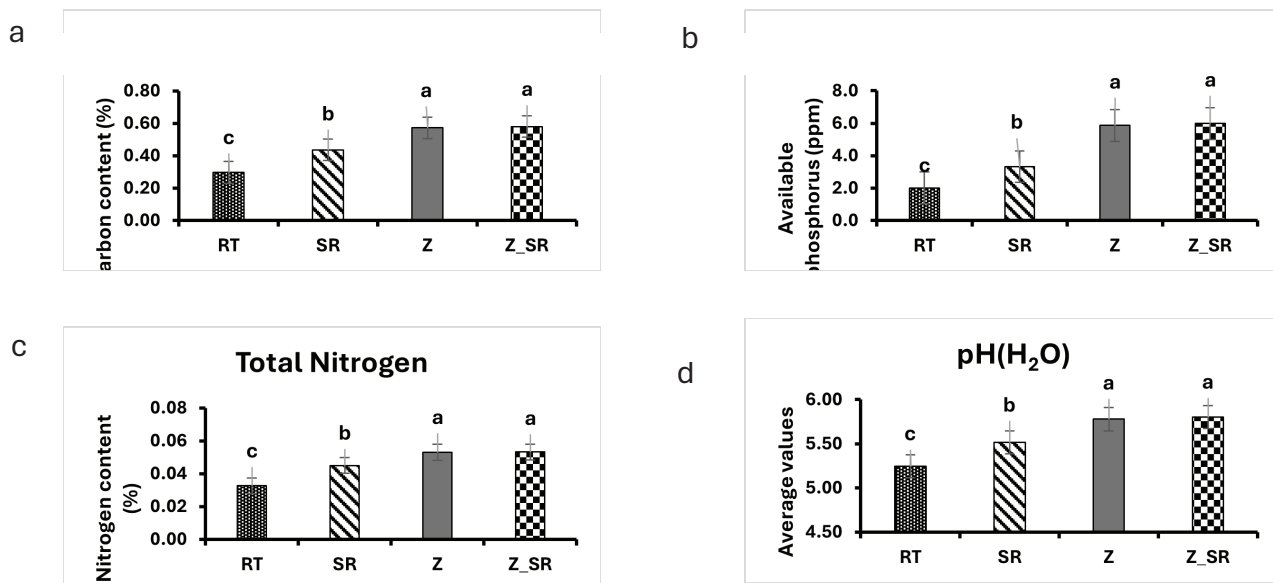 a
arbon content (%)
0.80
0.60
0.40
0.20
0.00
c
b
a
a
RT SR Z Z_SR
b
Available
phosphorus (ppm)
8.0
6.0
4.0
2.0
0.0
c
b
a
a
RT SR Z Z_SR
c
Total Nitrogen
Nitrogen content
(%)
0.08
0.06
0.04
0.02
0.00
c
b
a
a
RT SR Z Z_SR
d
pH(H₂O)
Average values
6.00
5.50
5.00
4.50
c
b
a
a
RT SR Z Z_SR